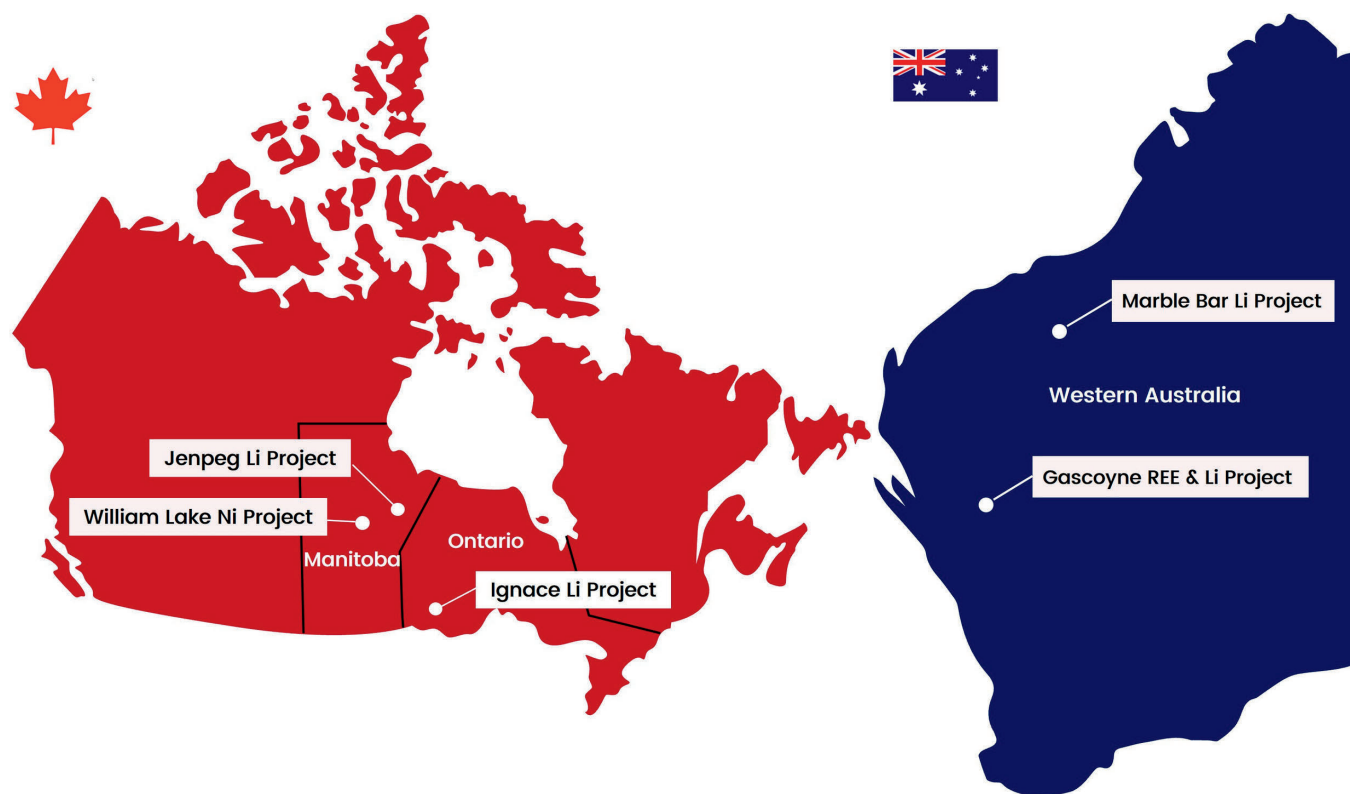 Jenpeg Li Project
William Lake Ni Project
Manitoba
Ontario
Ignace Li Project
Marble Bar Li Project
Western Australia
Gascoyne REE & Li Project